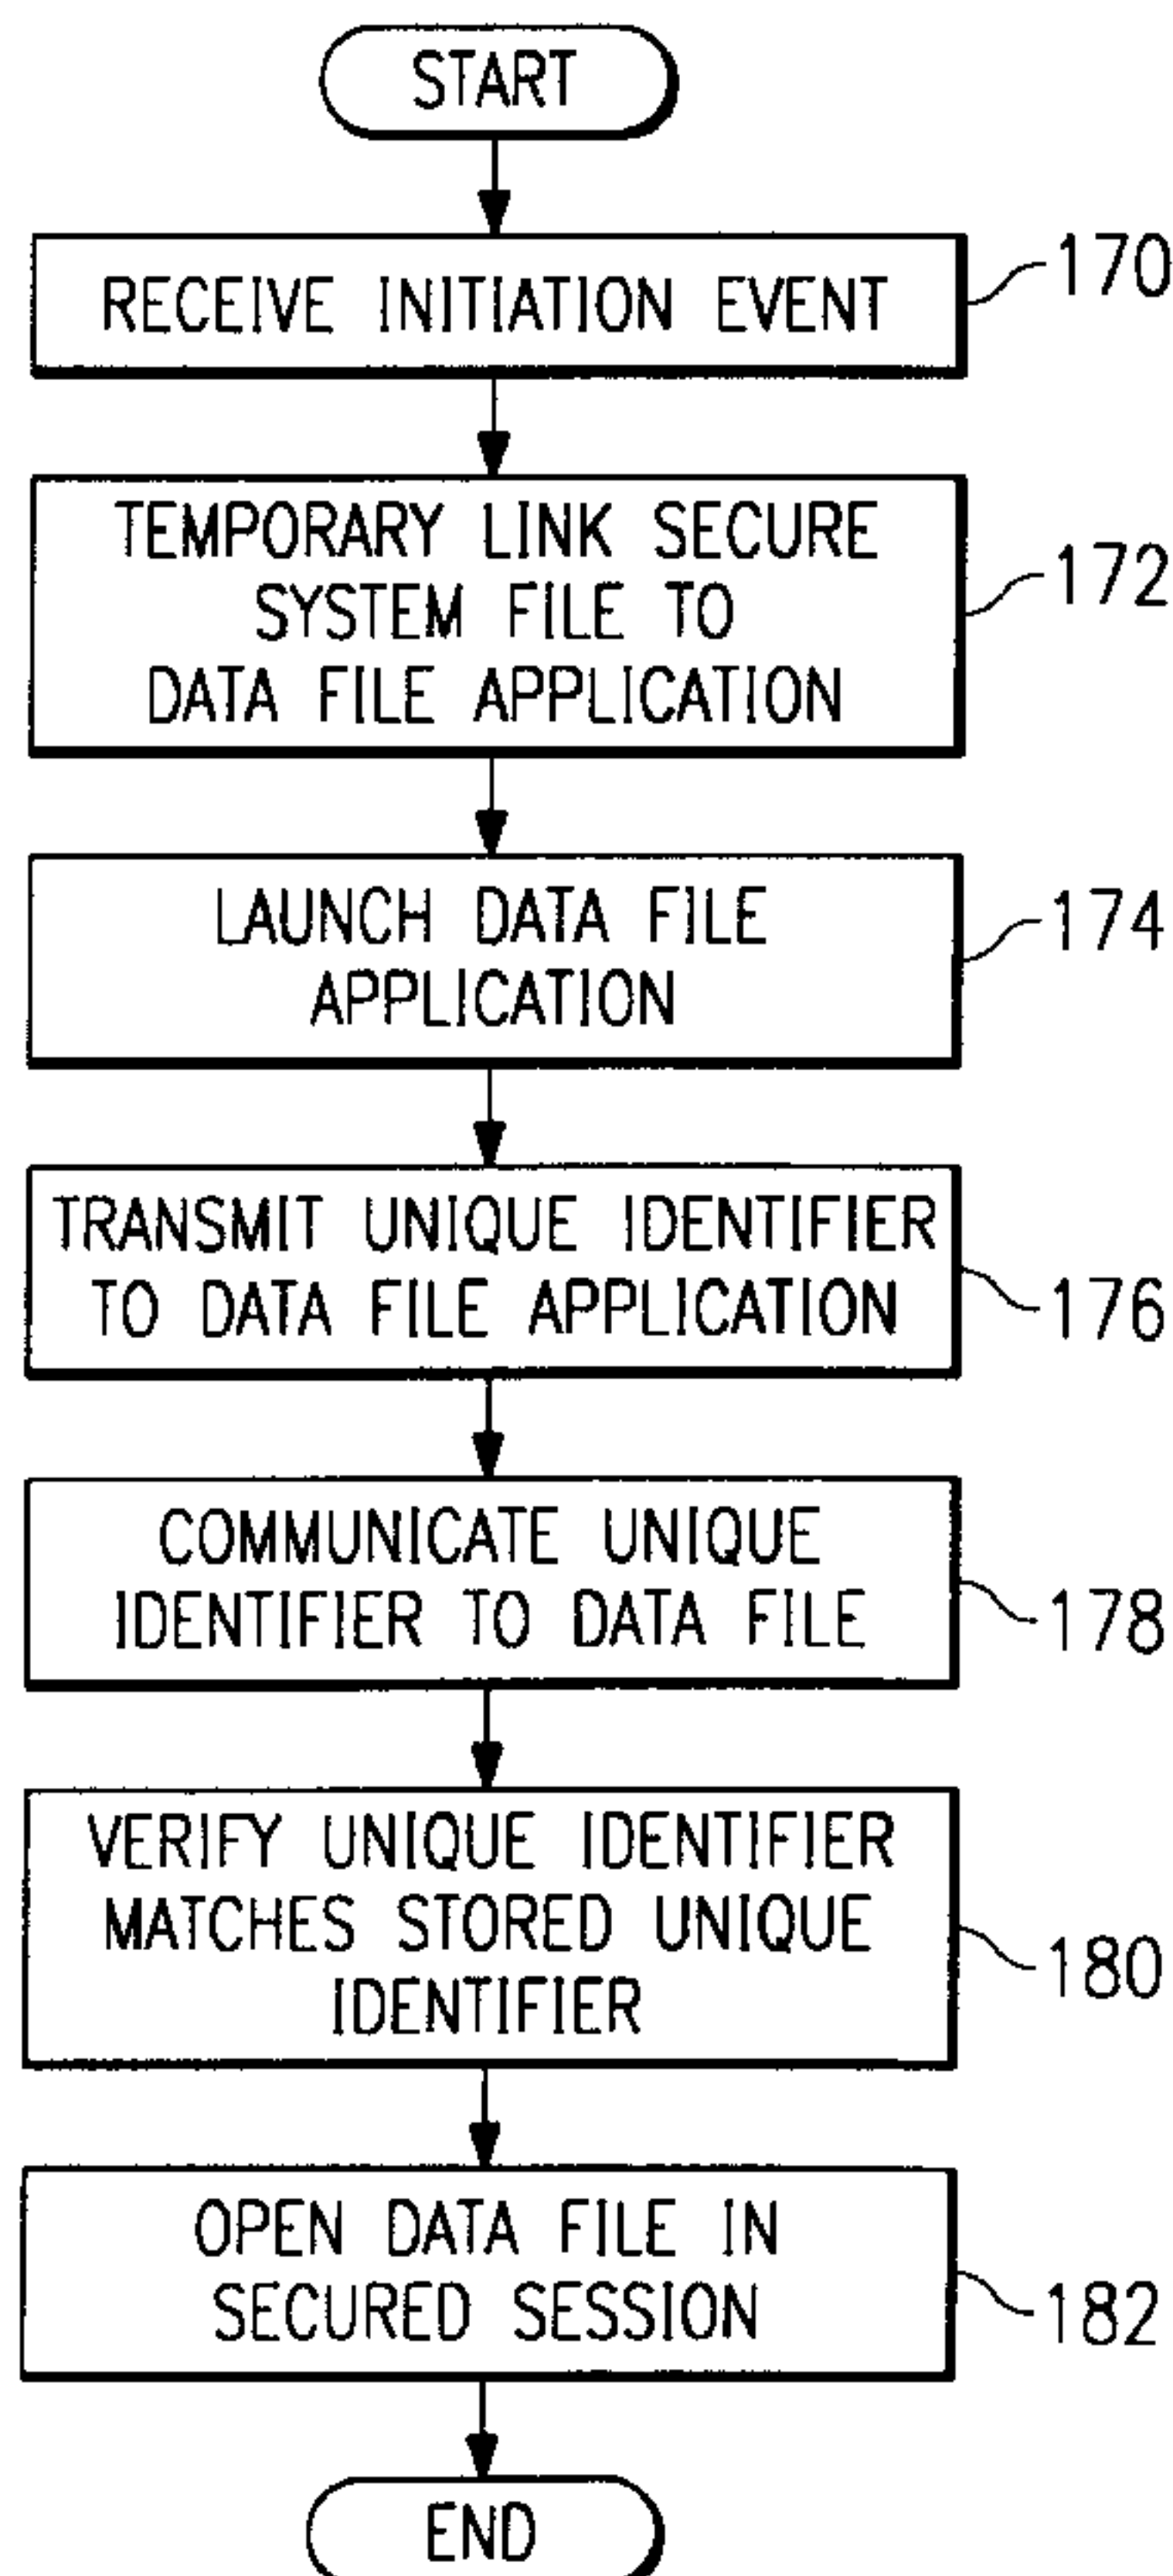 START
RECEIVE INITIATION EVENT
170
TEMPORARY LINK SECURE
SYSTEM FILE TO
DATA FILE APPLICATION
172
LAUNCH DATA FILE
APPLICATION
174
TRANSMIT UNIQUE IDENTIFIER
TO DATA FILE APPLICATION
176
COMMUNICATE UNIQUE
IDENTIFIER TO DATA FILE
178
VERIFY UNIQUE IDENTIFIER
MATCHES STORED UNIQUE
IDENTIFIER
180
OPEN DATA FILE IN
SECURED SESSION
182
END